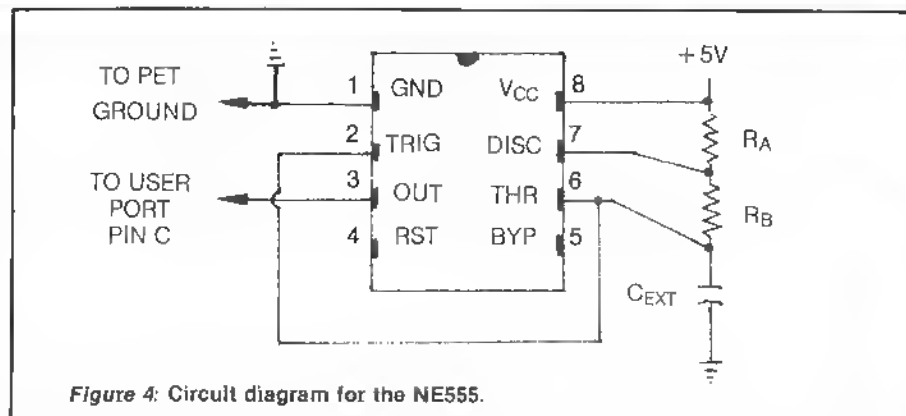 TO PET
GROUND
TO USER
PORT
PIN C
1
GND
2
TRIG
3
OUT
4
RST
VCC
8
DISC
7
THR
6
BYP
5
+5V
RA
RB
CEXT
Figure 4: Circuit diagram for the NE555.